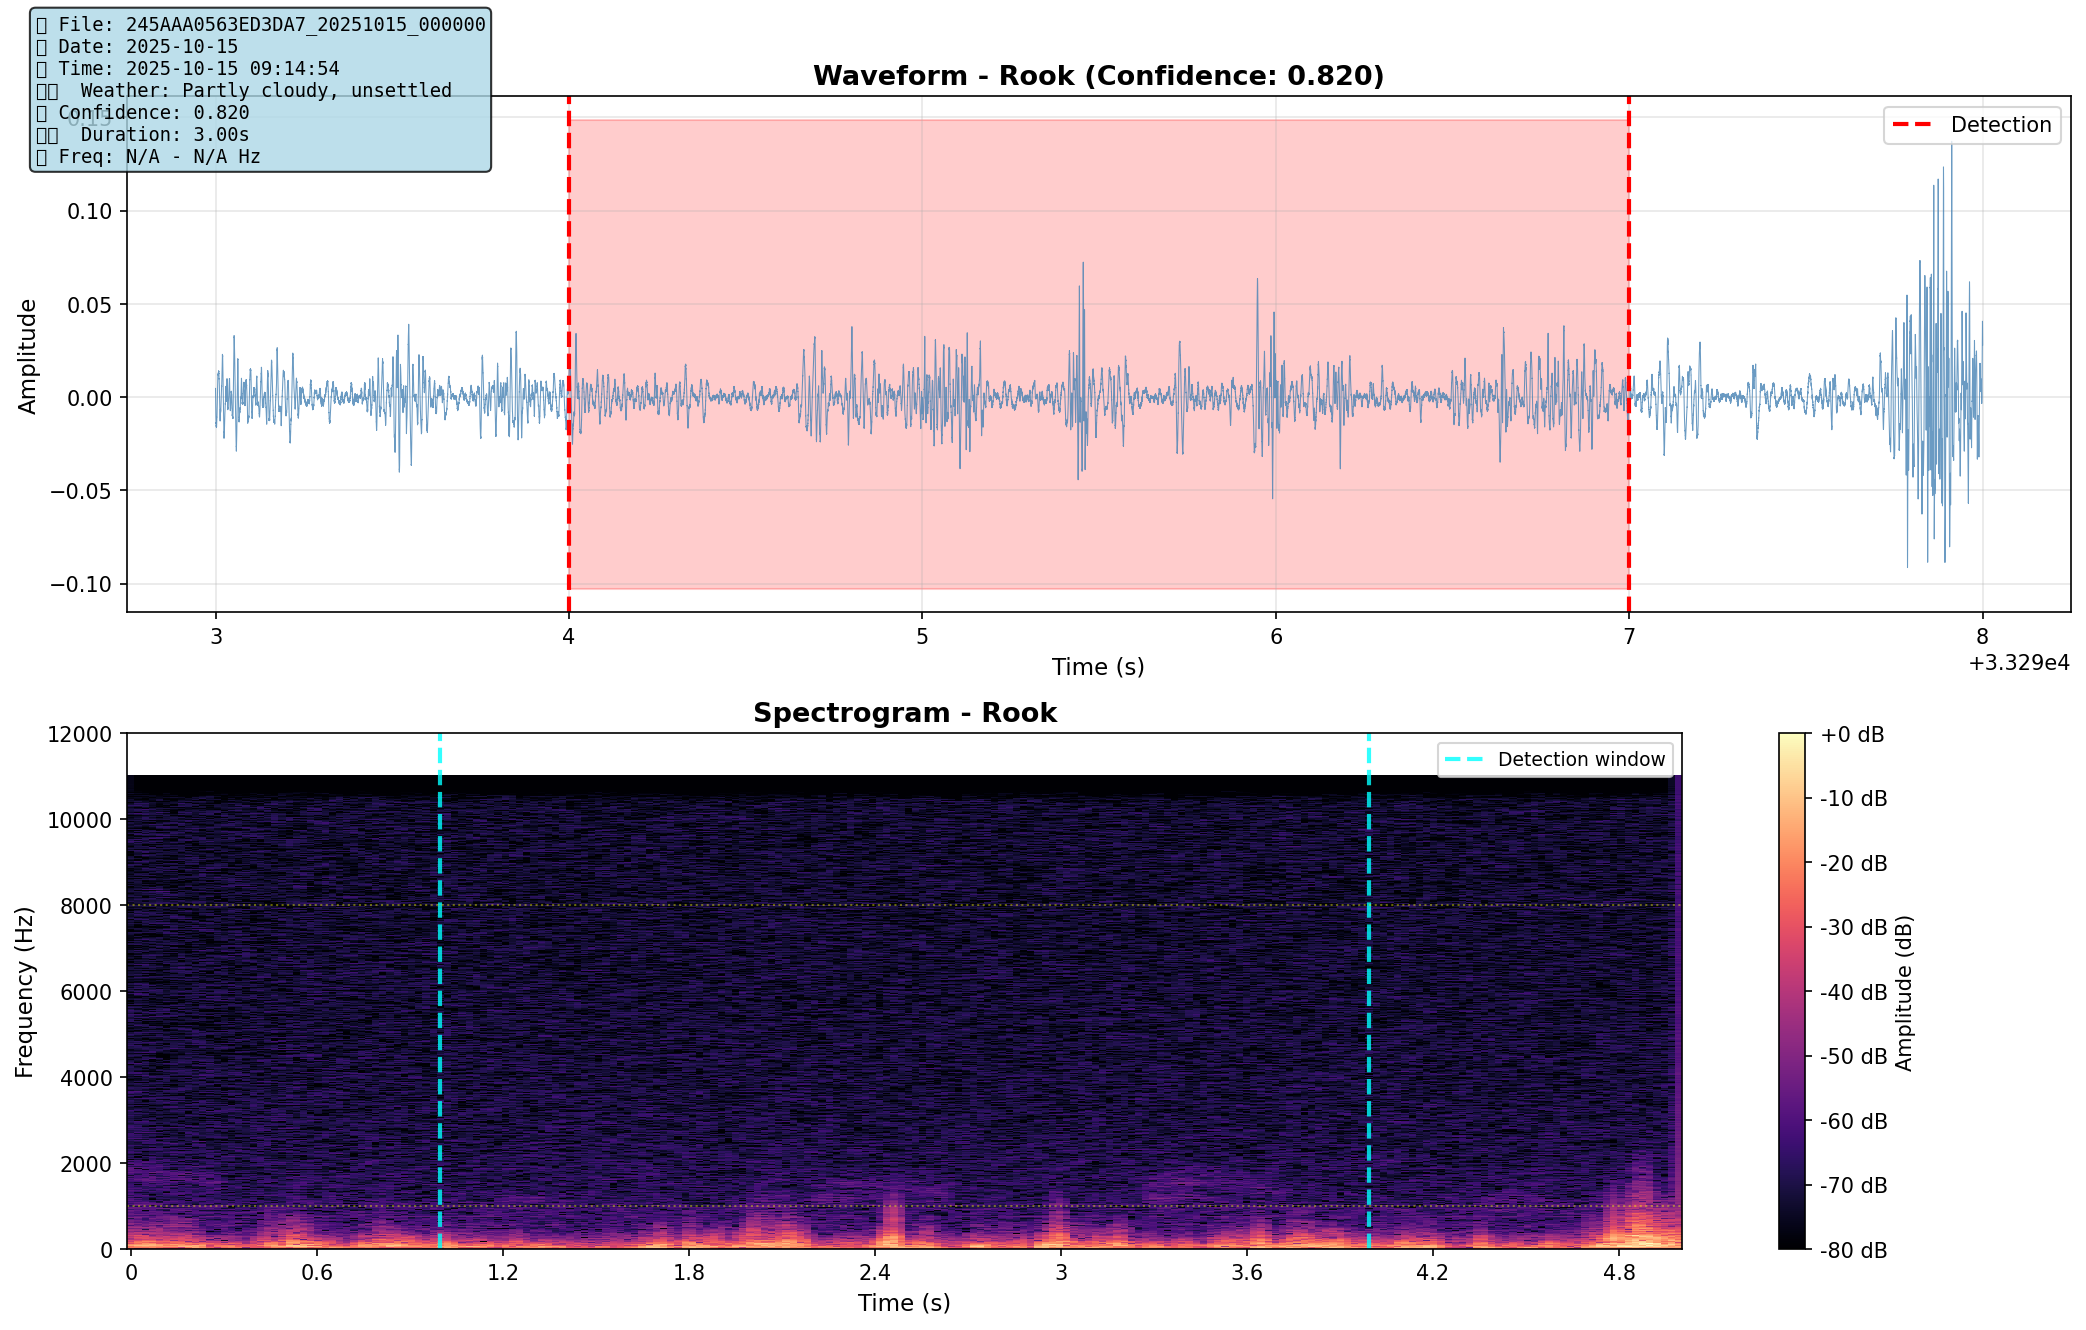 File: 245AAA0563ED3DA7_20251015_000000
Date: 2025-10-15
Time: 2025-10-15 09:14:54
Weather: Partly cloudy, unsettled
Confidence: 0.820
Duration: 3.00s
Freq: N/A - N/A Hz
Waveform - Rook (Confidence: 0.820)
Detection
Amplitude
0.15
0.10
0.05
0.00
−0.05
−0.10
3 4 5 6 7 8
Time (s)
+3.329e4
Spectrogram - Rook
Detection window
Frequency (Hz)
12000
10000
8000
6000
4000
2000
0
0 0.6 1.2 1.8 2.4 3 3.6 4.2 4.8
Time (s)
+0 dB
-10 dB
-20 dB
-30 dB
-40 dB
-50 dB
-60 dB
-70 dB
-80 dB
Amplitude (dB)